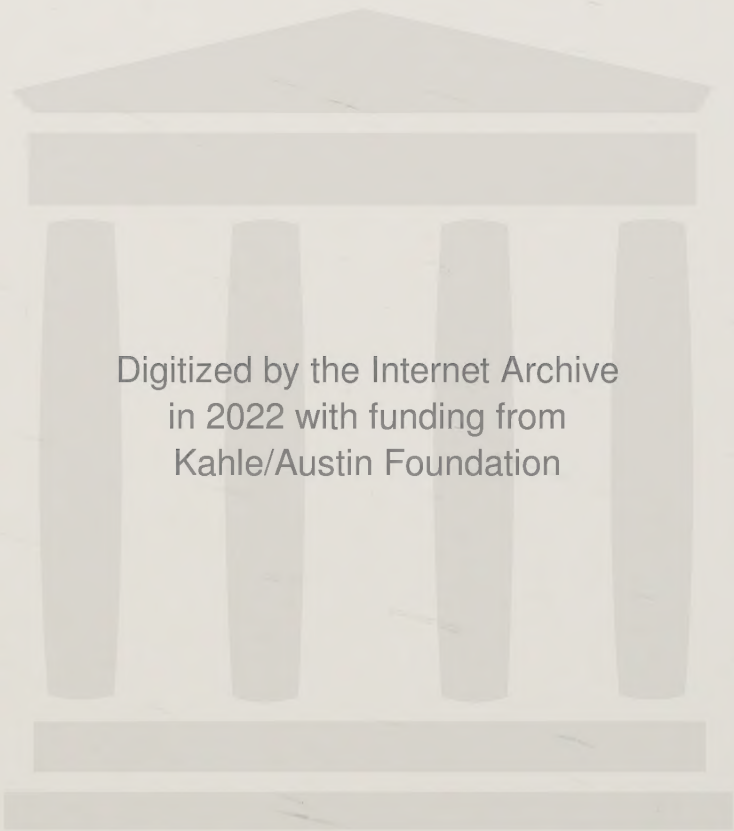 Digitized by the Internet Archive
in 2022 with funding from
Kahle/Austin Foundation